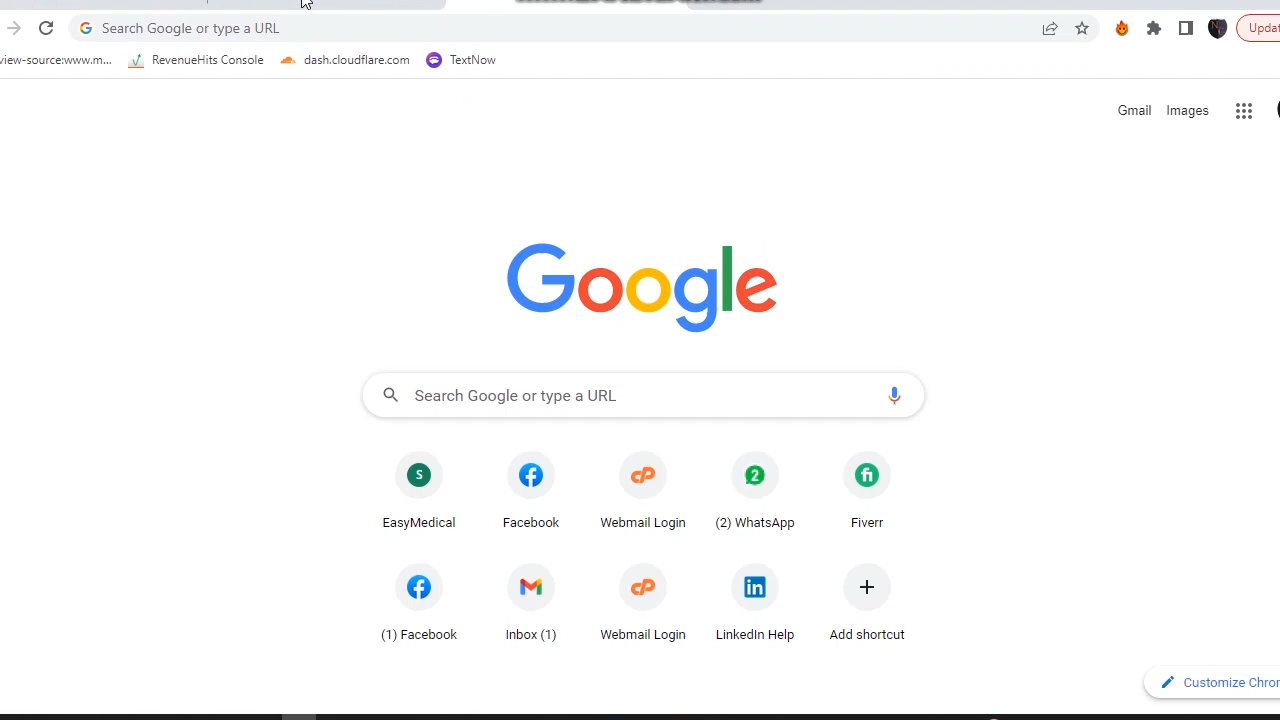 Search Google or type a URL
Updat
view-source:www.m... RevenueHits Console dash.cloudflare.com TextNow
Gmail Images
Google
Search Google or type a URL
S 2 fi
EasyMedical Facebook Webmail Login (2) WhatsApp Fiverr
in
(1) Facebook Inbox (1) Webmail Login LinkedIn Help Add shortcut
Customize Chror